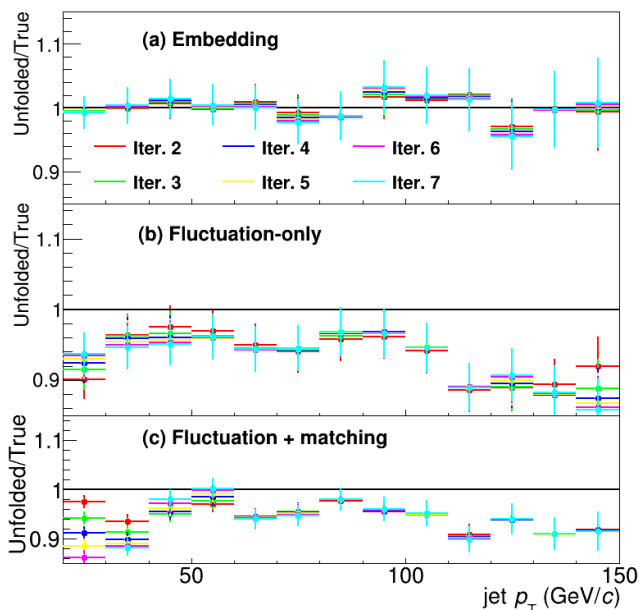 1.1
(a) Embedding
1
Iter. 2 Iter. 4 Iter. 6
0.9
Iter. 3 Iter. 5 Iter. 7
Unfolded/True
(b) Fluctuation-only
1.1
1
0.9
Unfolded/True
(c) Fluctuation + matching
1.1
1
0.9
Unfolded/True
50 100 150
jet pT (GeV/c)